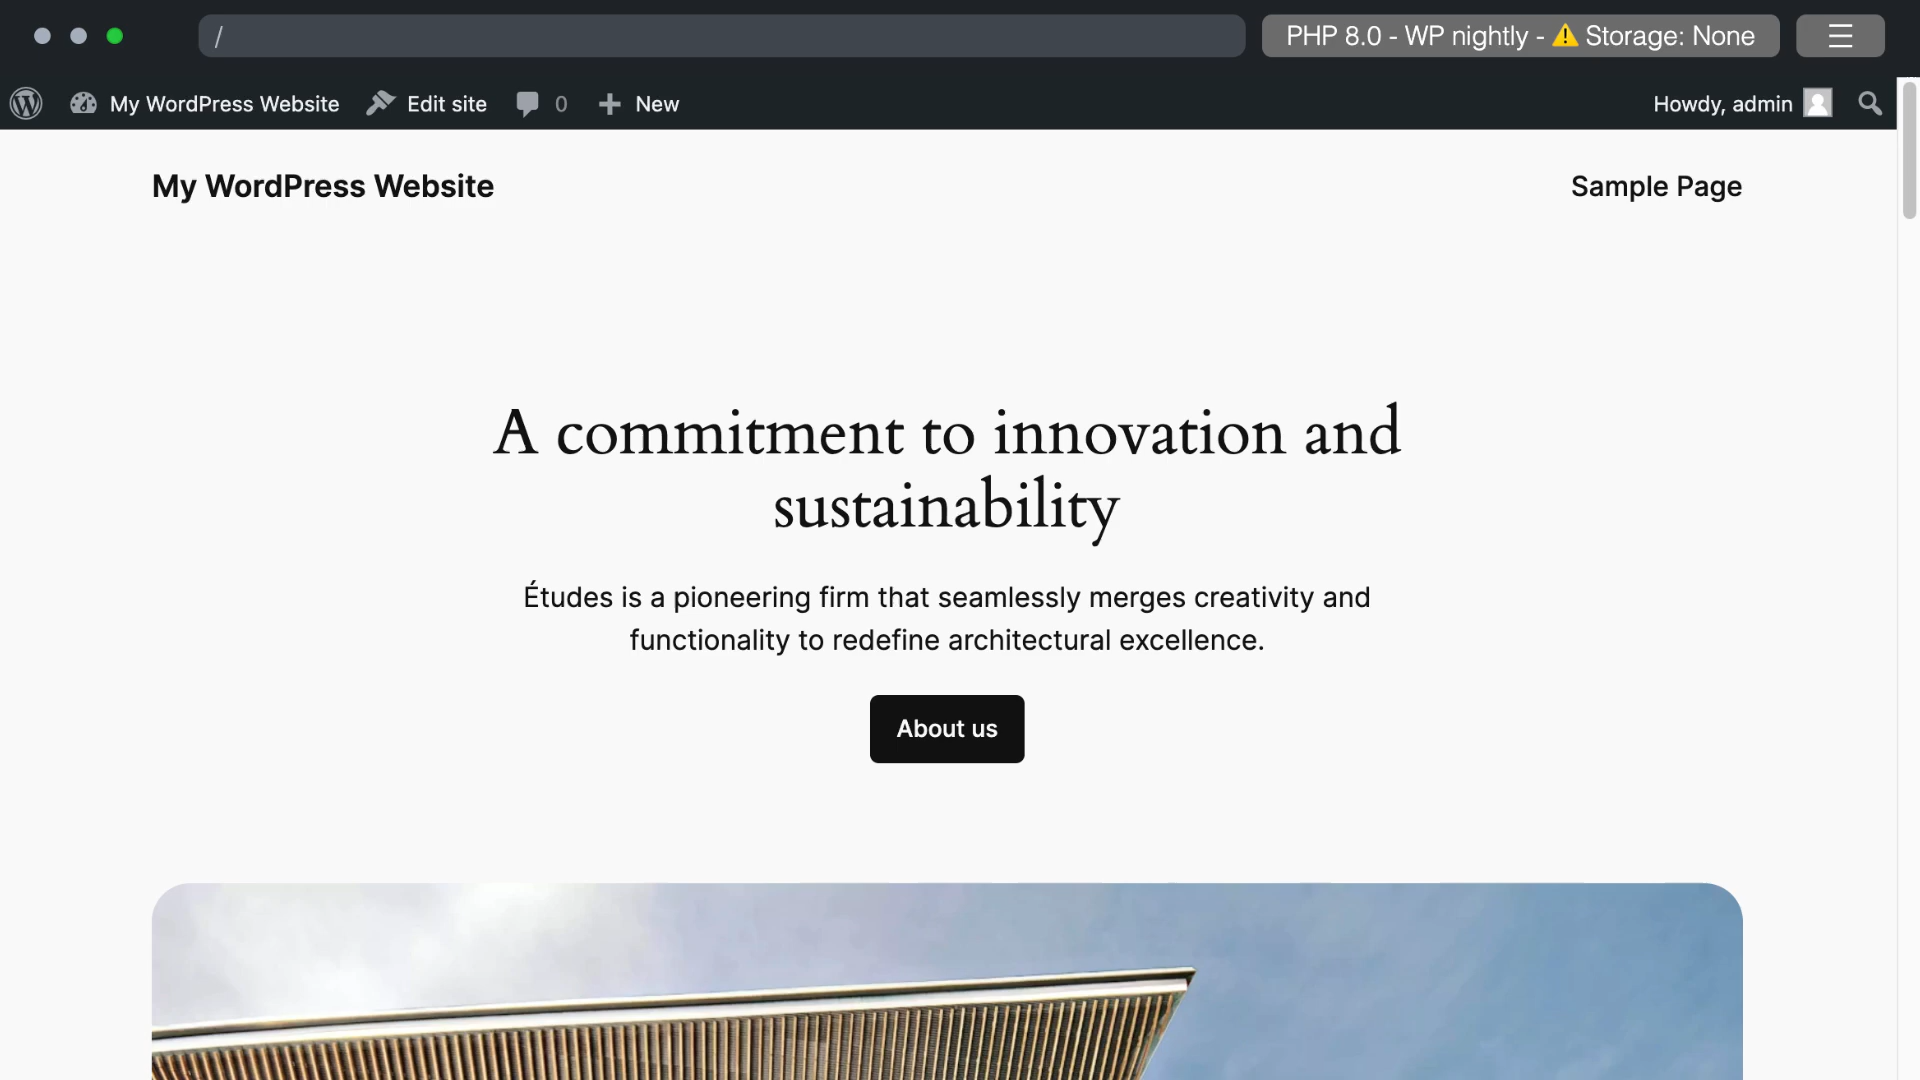 /
PHP 8.0 - WP nightly - ⚠️ Storage: None
My WordPress Website
Edit site
0
New
Howdy, admin
My WordPress Website
Sample Page
A commitment to innovation and
sustainability
Études is a pioneering firm that seamlessly merges creativity and
functionality to redefine architectural excellence.
About us